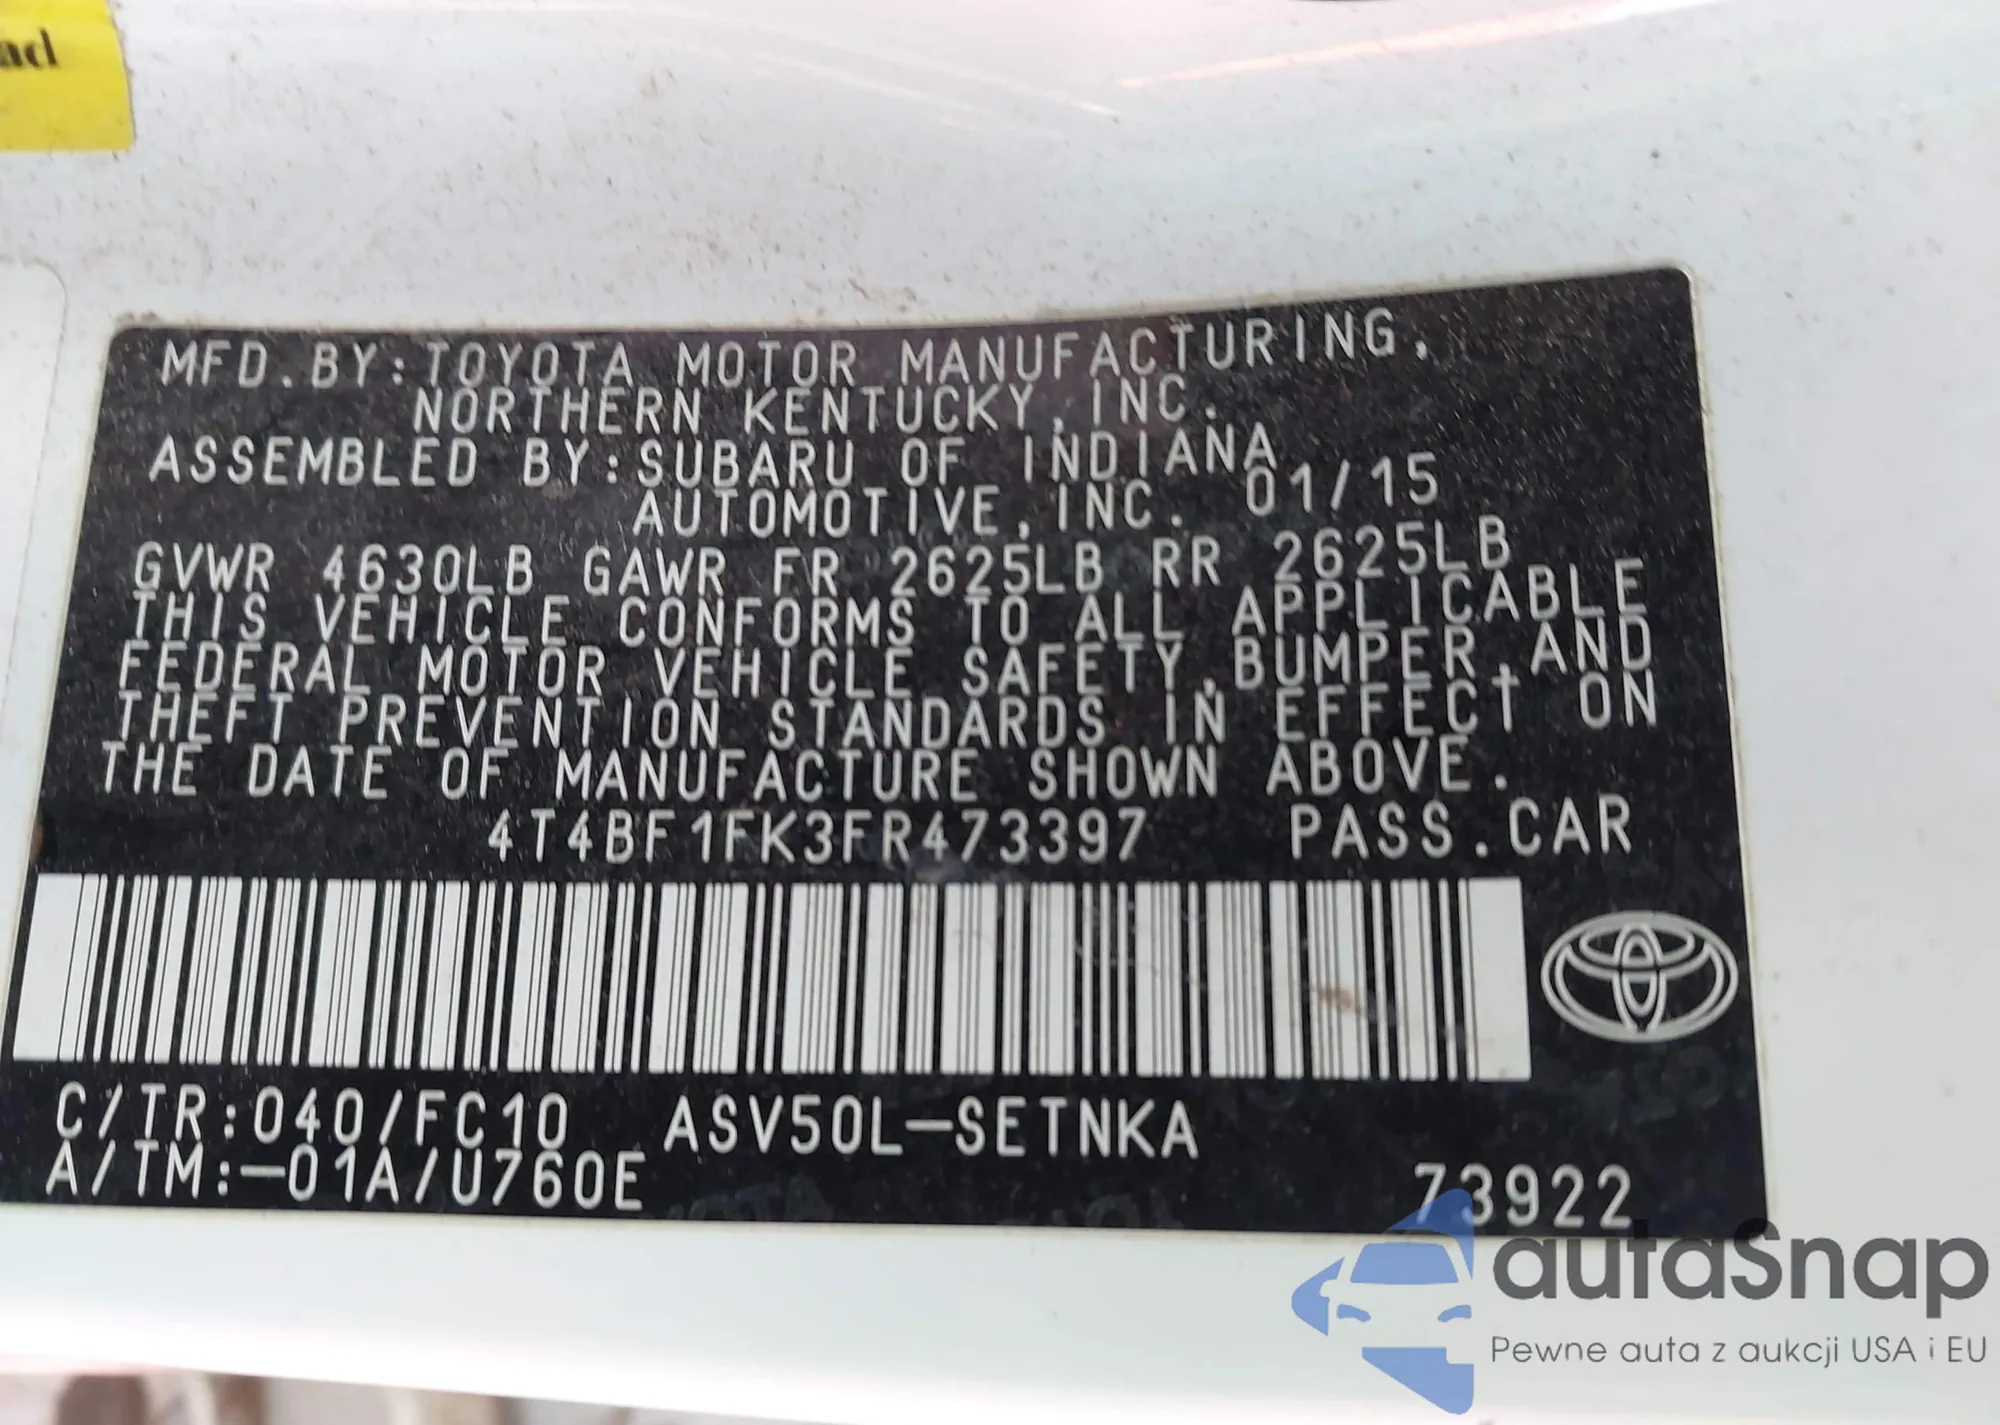 ad
MFD.BY:TOYOTA MOTOR MANUFACTURING,
NORTHERN KENTUCKY,INC.
ASSEMBLED BY:SUBARU OF INDIANA
AUTOMOTIVE,INC. 01/15
GVWR 4630LB GAWR FR 2625LB RR 2625LB
THIS VEHICLE CONFORMS TO ALL APPLICABLE
FEDERAL MOTOR VEHICLE SAFETY,BUMPER,AND
THEFT PREVENTION STANDARDS IN EFFECT ON
THE DATE OF MANUFACTURE SHOWN ABOVE.
4T4BF1FK3FR473397 PASS.CAR
C/TR:040/FC10 ASV50L-SETNKA
A/TM:-01A/U760E
73922
autaSnap
Pewne auta z aukcji USA i EU